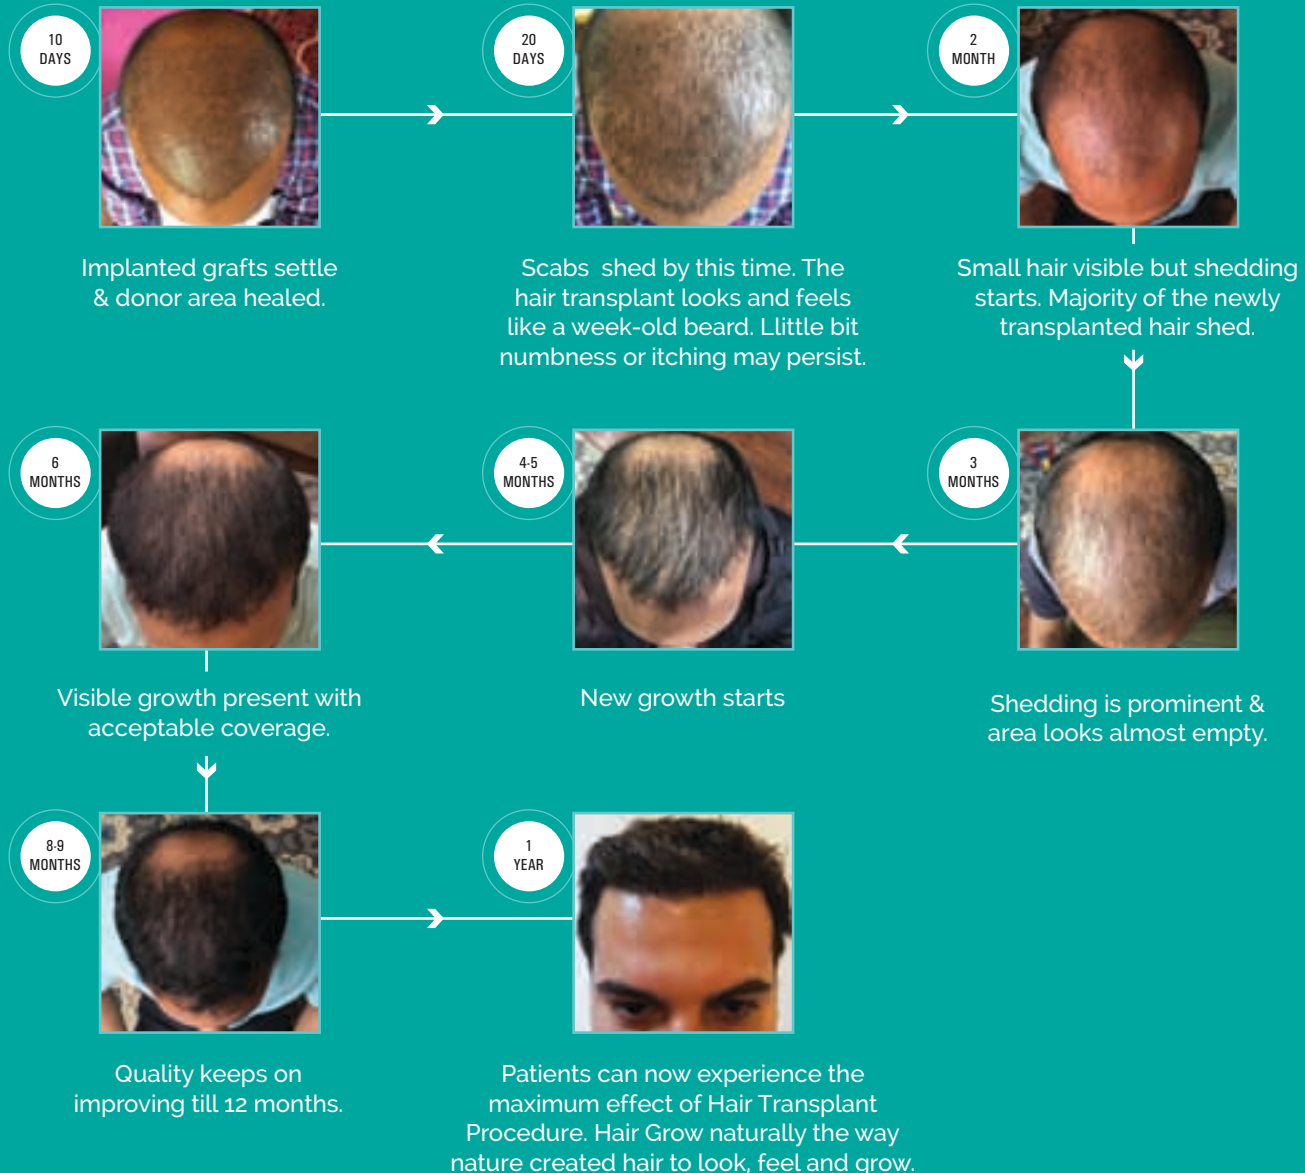 10
DAYS
Implanted grafts settle
& donor area healed.
20
DAYS
Scabs shed by this time. The
hair transplant looks and feels
like a week-old beard. Llittle bit
numbness or itching may persist.
2
MONTH
Small hair visible but shedding
starts. Majority of the newly
transplanted hair shed.
3
MONTHS
Shedding is prominent &
area looks almost empty.
4-5
MONTHS
New growth starts
6
MONTHS
Visible growth present with
acceptable coverage.
8-9
MONTHS
Quality keeps on
improving till 12 months.
1
YEAR
Patients can now experience the
maximum effect of Hair Transplant
Procedure. Hair Grow naturally the way
nature created hair to look, feel and grow.